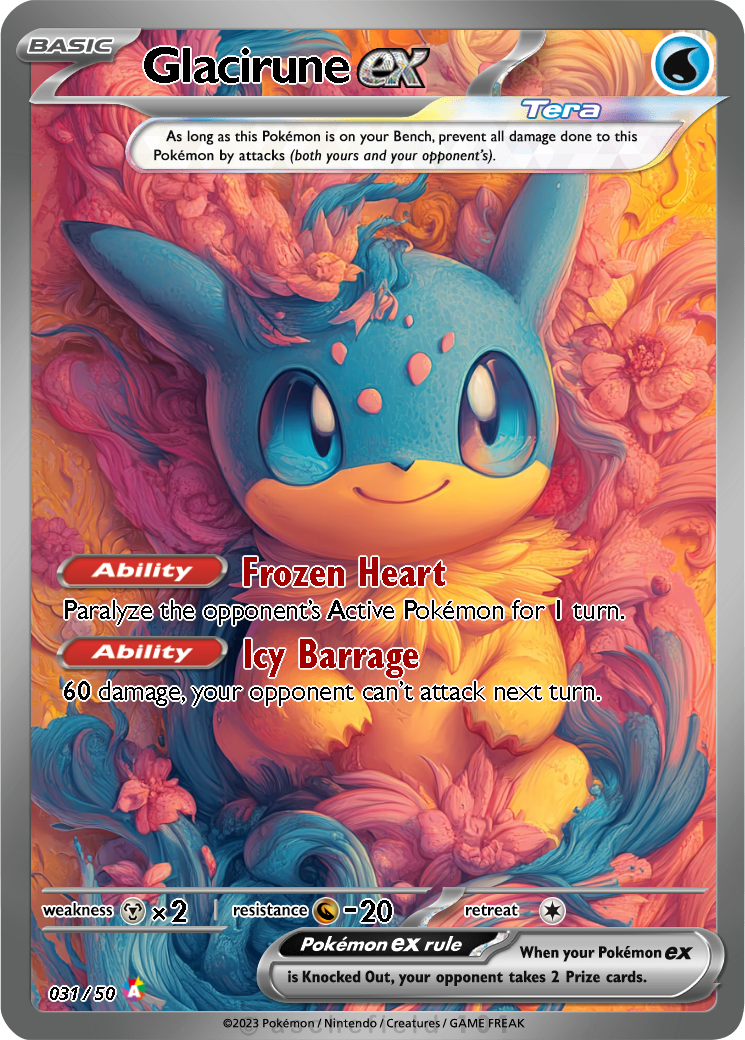 BASIC
Glacirune ex
Tera
As long as this Pokémon is on your Bench, prevent all damage done to this
Pokémon by attacks (both yours and your opponent's).
Ability Frozen Heart
Paralyze the opponent's Active Pokémon for 1 turn.
Ability Icy Barrage
60 damage, your opponent can't attack next turn.
weakness ×2 resistance -20 retreat
Pokémon ex rule When your Pokémon ex
is Knocked Out, your opponent takes 2 Prize cards.
031 / 50 A
©2023 Pokémon / Nintendo / Creatures / GAME FREAK